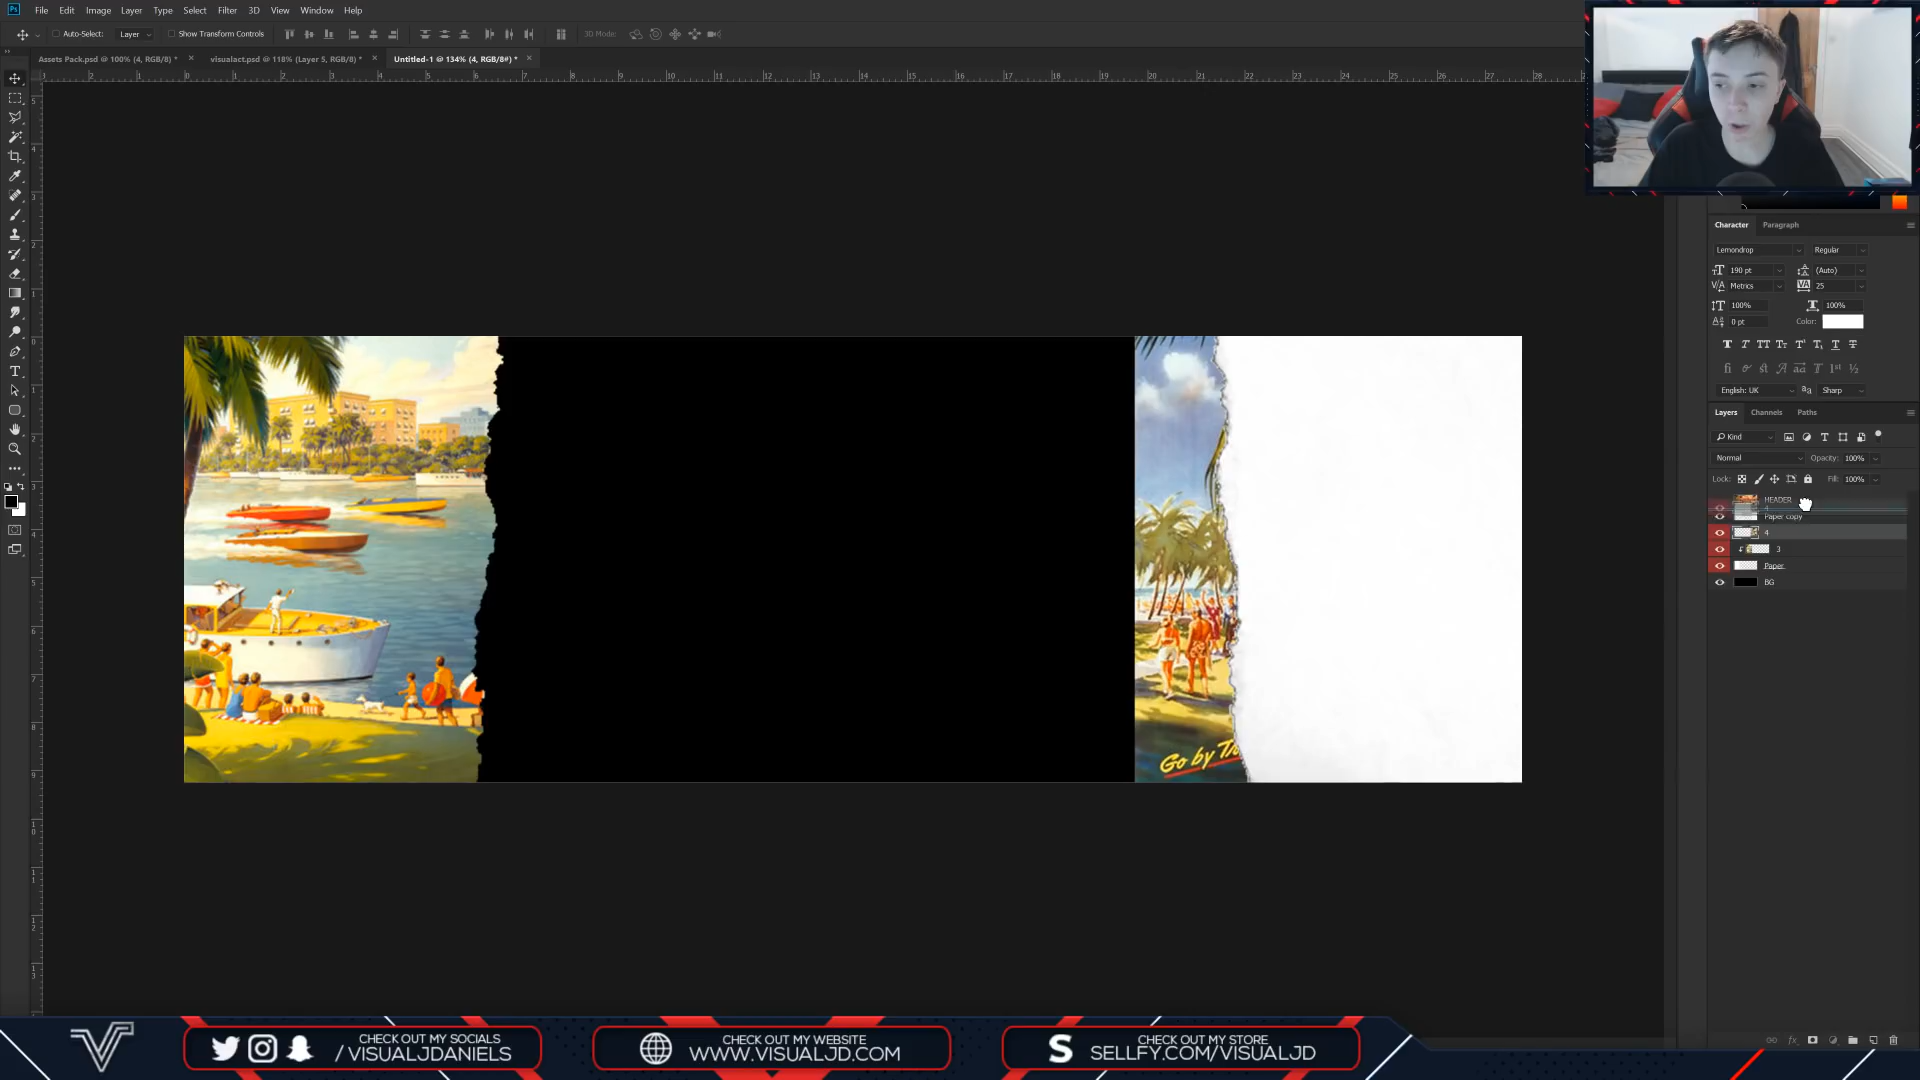 File Edit Image Layer Type Select Filter 3D View Window Help
Auto-Select: Layer Show Transform Controls 3D Mode:
Assets Pack.psd @ 100% (4, RGB/8) * visualact.psd @ 118% (Layer 5, RGB/8) * Untitled-1 @ 134% (4, RGB/8#) *
Character Paragraph
Lemondrop Regular
190 pt (Auto)
Metrics 25
100% 100%
0 pt Color:
English: UK Sharp
Layers Channels Paths
Kind
Normal Opacity: 100%
Lock: Fill: 100%
HEADER
Paper copy
4
3
Paper
BG
Go by
CHECK OUT MY SOCIALS
/VISUALJDANIELS
CHECK OUT MY WEBSITE
WWW.VISUALJD.COM
CHECK OUT MY STORE
SELLFY.COM/VISUALJD